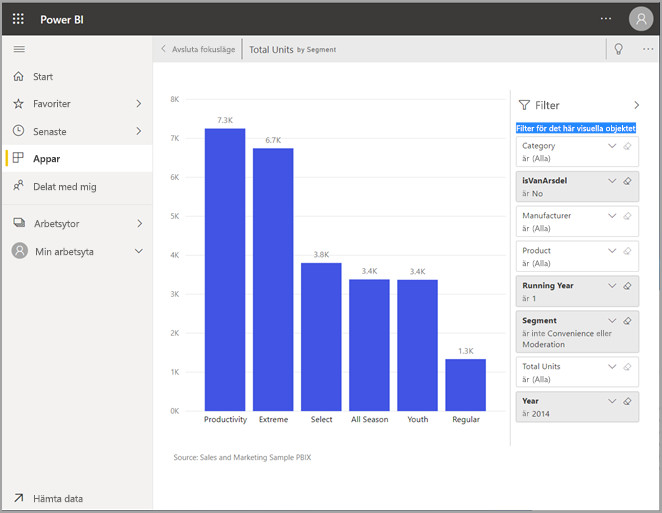 Power BI
Avsluta fokusläge
Total Units by Segment
Start
Favoriter
Senaste
Appar
Delat med mig
Arbetsytor
Min arbetsyta
Hämta data
8K
7K
6K
5K
4K
3K
2K
1K
0K
7.3K
6.7K
3.8K
3.4K
3.4K
1.3K
Productivity
Extreme
Select
All Season
Youth
Regular
Source: Sales and Marketing Sample PBIX
Filter
Filter för det här visuella objektet
Category
är (Alla)
isVanArsdel
är No
Manufacturer
är (Alla)
Product
är (Alla)
Running Year
är 1
Segment
är inte Convenience eller
Moderation
Total Units
är (Alla)
Year
är 2014